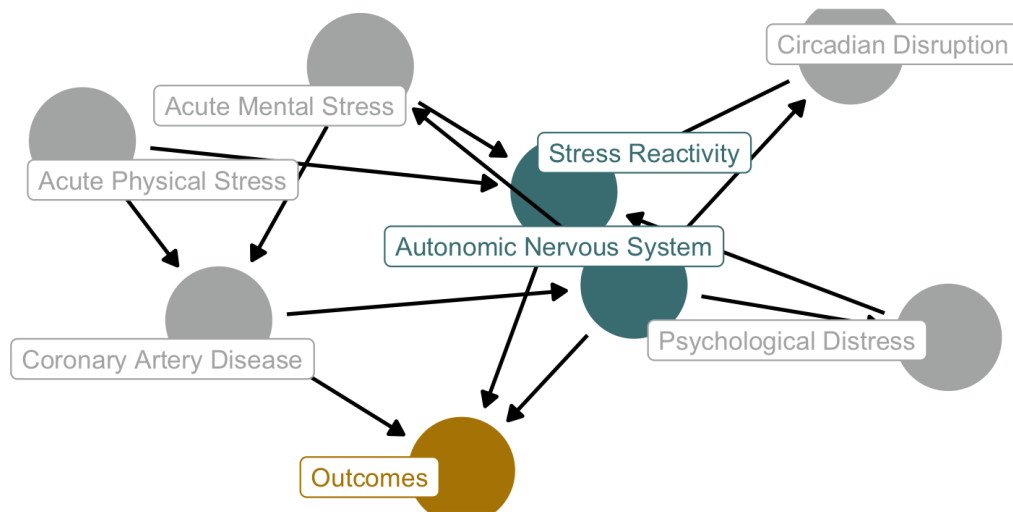 Circadian Disruption
Acute Mental Stress
Stress Reactivity
Acute Physical Stress
Autonomic Nervous System
Psychological Distress
Coronary Artery Disease
Outcomes